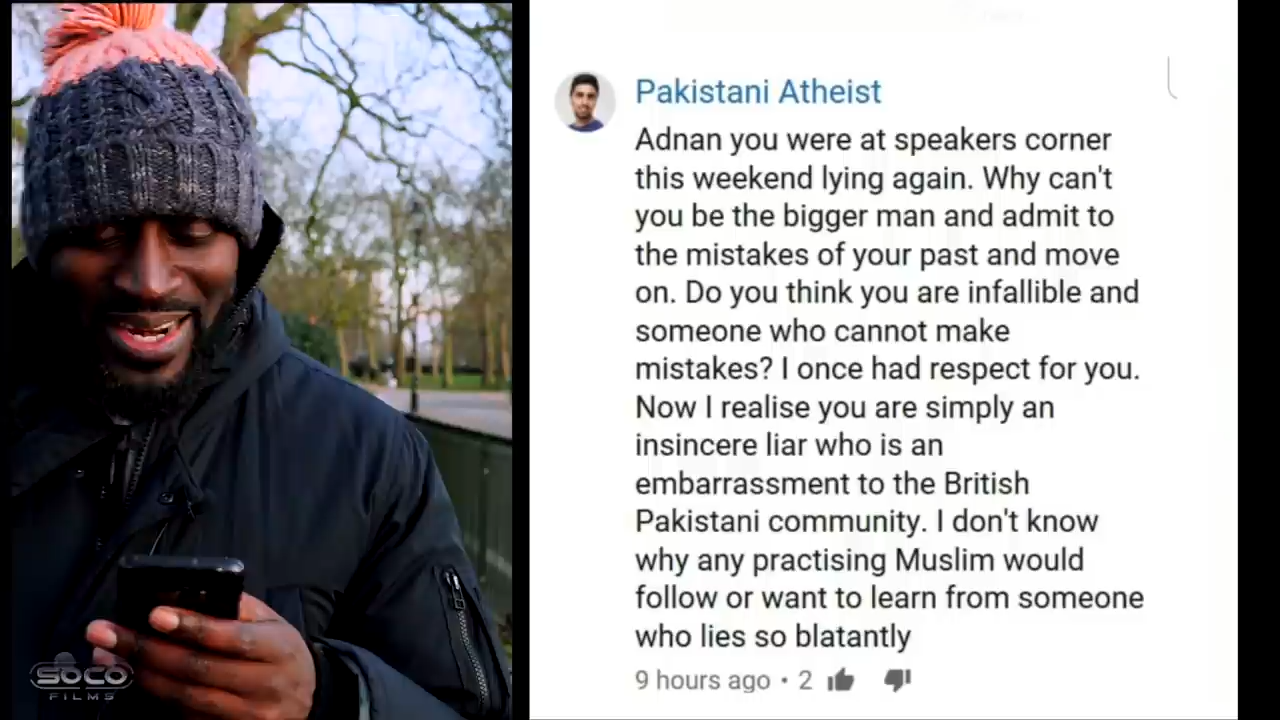 Pakistani Atheist
Adnan you were at speakers corner
this weekend lying again. Why can't
you be the bigger man and admit to
the mistakes of your past and move
on. Do you think you are infallible and
someone who cannot make
mistakes? I once had respect for you.
Now I realise you are simply an
insincere liar who is an
embarrassment to the British
Pakistani community. I don't know
why any practising Muslim would
follow or want to learn from someone
who lies so blatantly
9 hours ago • 2
SOCO
FILMS